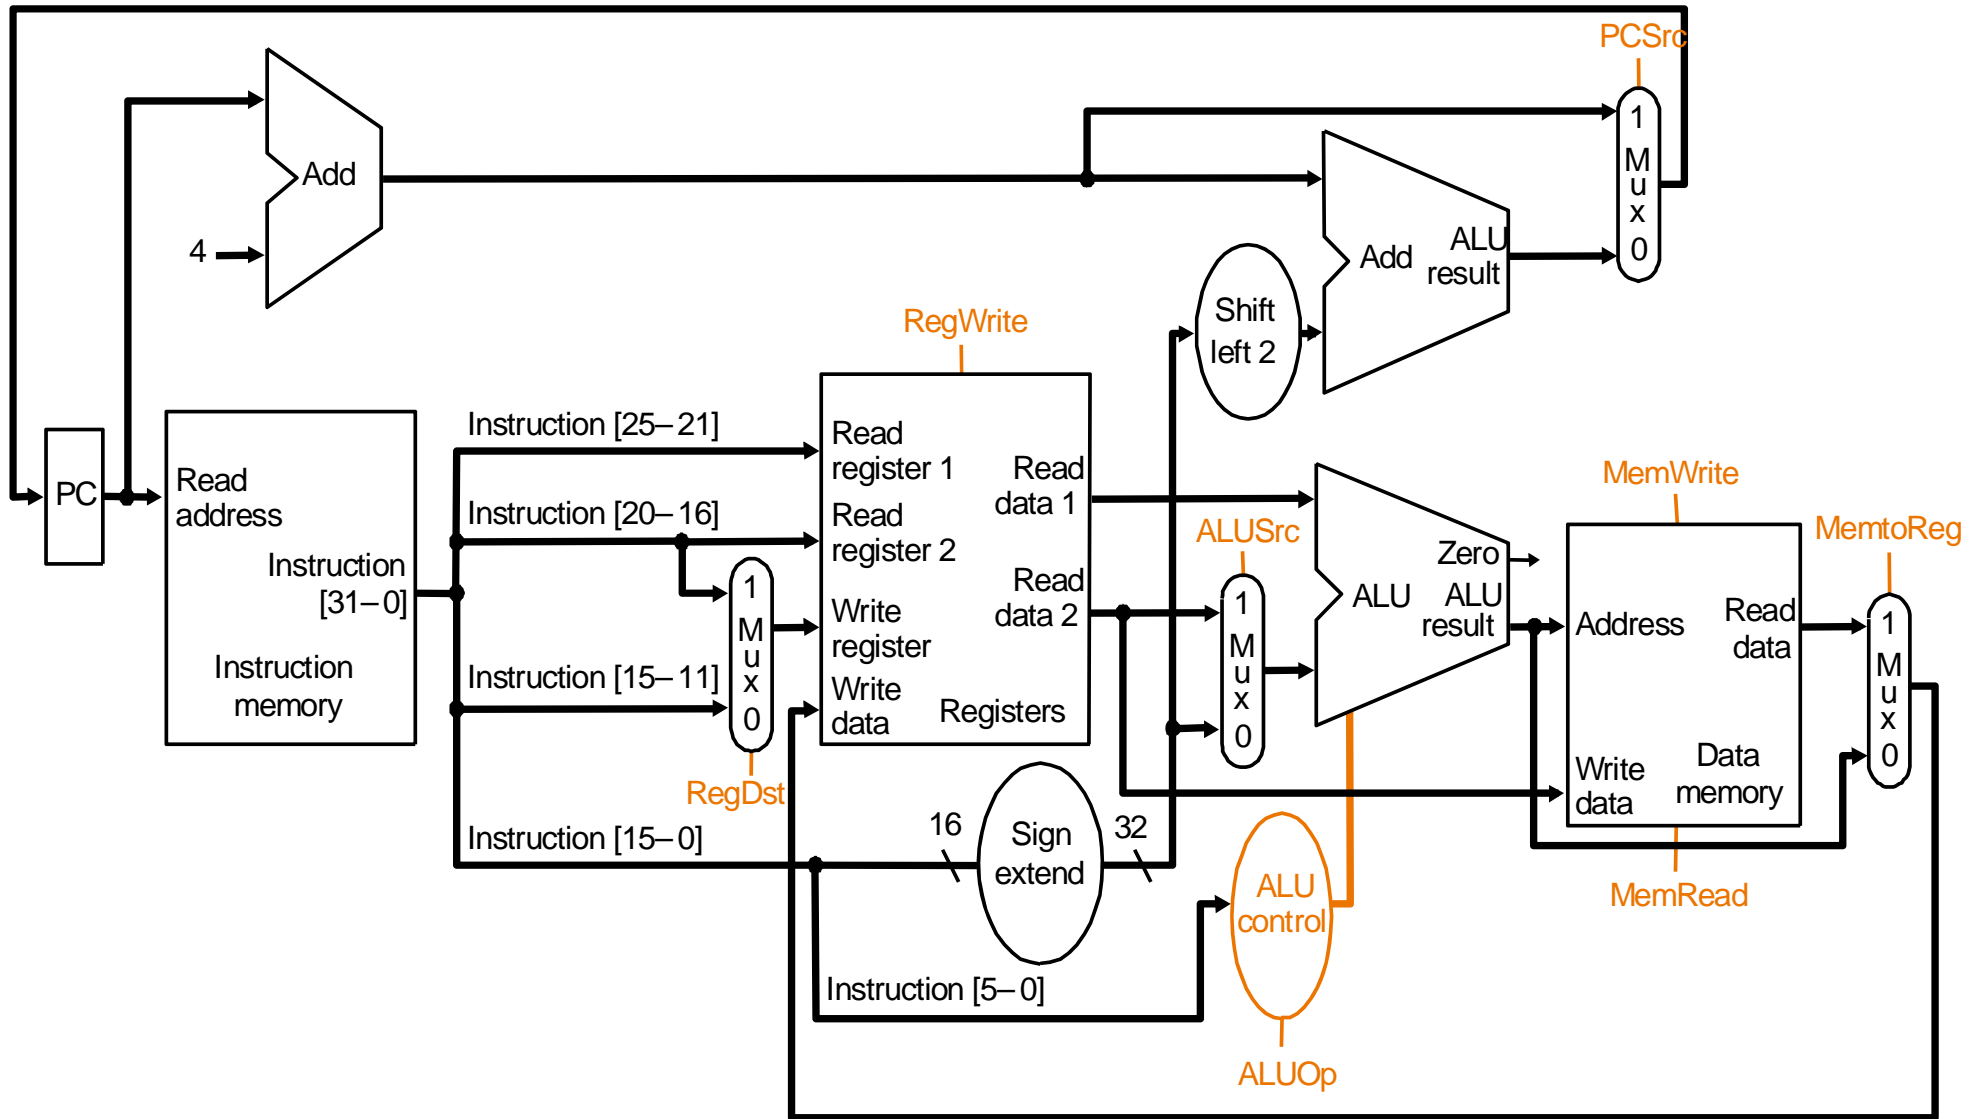 PCSrc
1
M
u
x
0
Add
4
Add
ALU
result
Shift
left 2
RegWrite
PC
Read
address
Instruction
[31–0]
Instruction
memory
Instruction [25–21]
Instruction [20–16]
Instruction [15–11]
Instruction [15–0]
Instruction [5–0]
1
M
u
x
0
RegDst
Read
register 1
Read
register 2
Write
register
Write
data
Read
data 1
Read
data 2
Registers
16
Sign
extend
32
ALUSrc
1
M
u
x
0
Zero
ALU
ALU
result
ALU
control
ALUOp
MemWrite
Address
Read
data
Write
data
Data
memory
MemRead
MemtoReg
1
M
u
x
0